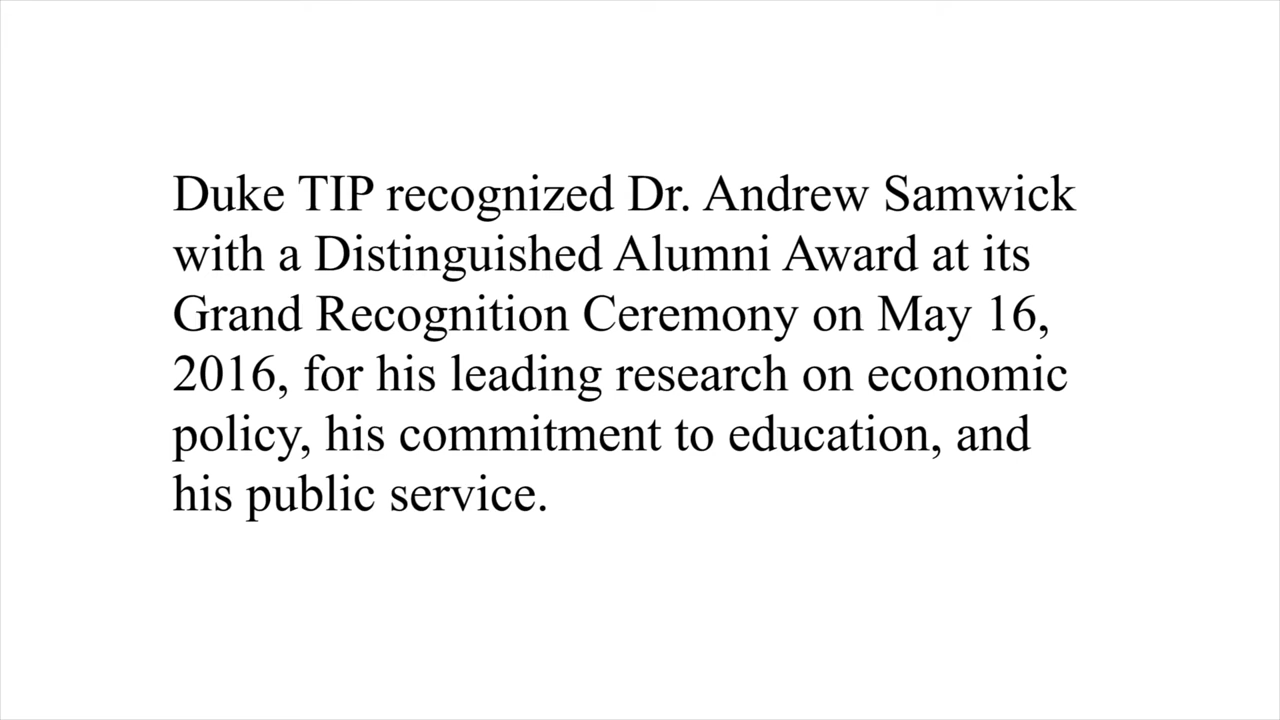 Duke TIP recognized Dr. Andrew Samwick
with a Distinguished Alumni Award at its
Grand Recognition Ceremony on May 16,
2016, for his leading research on economic
policy, his commitment to education, and
his public service.